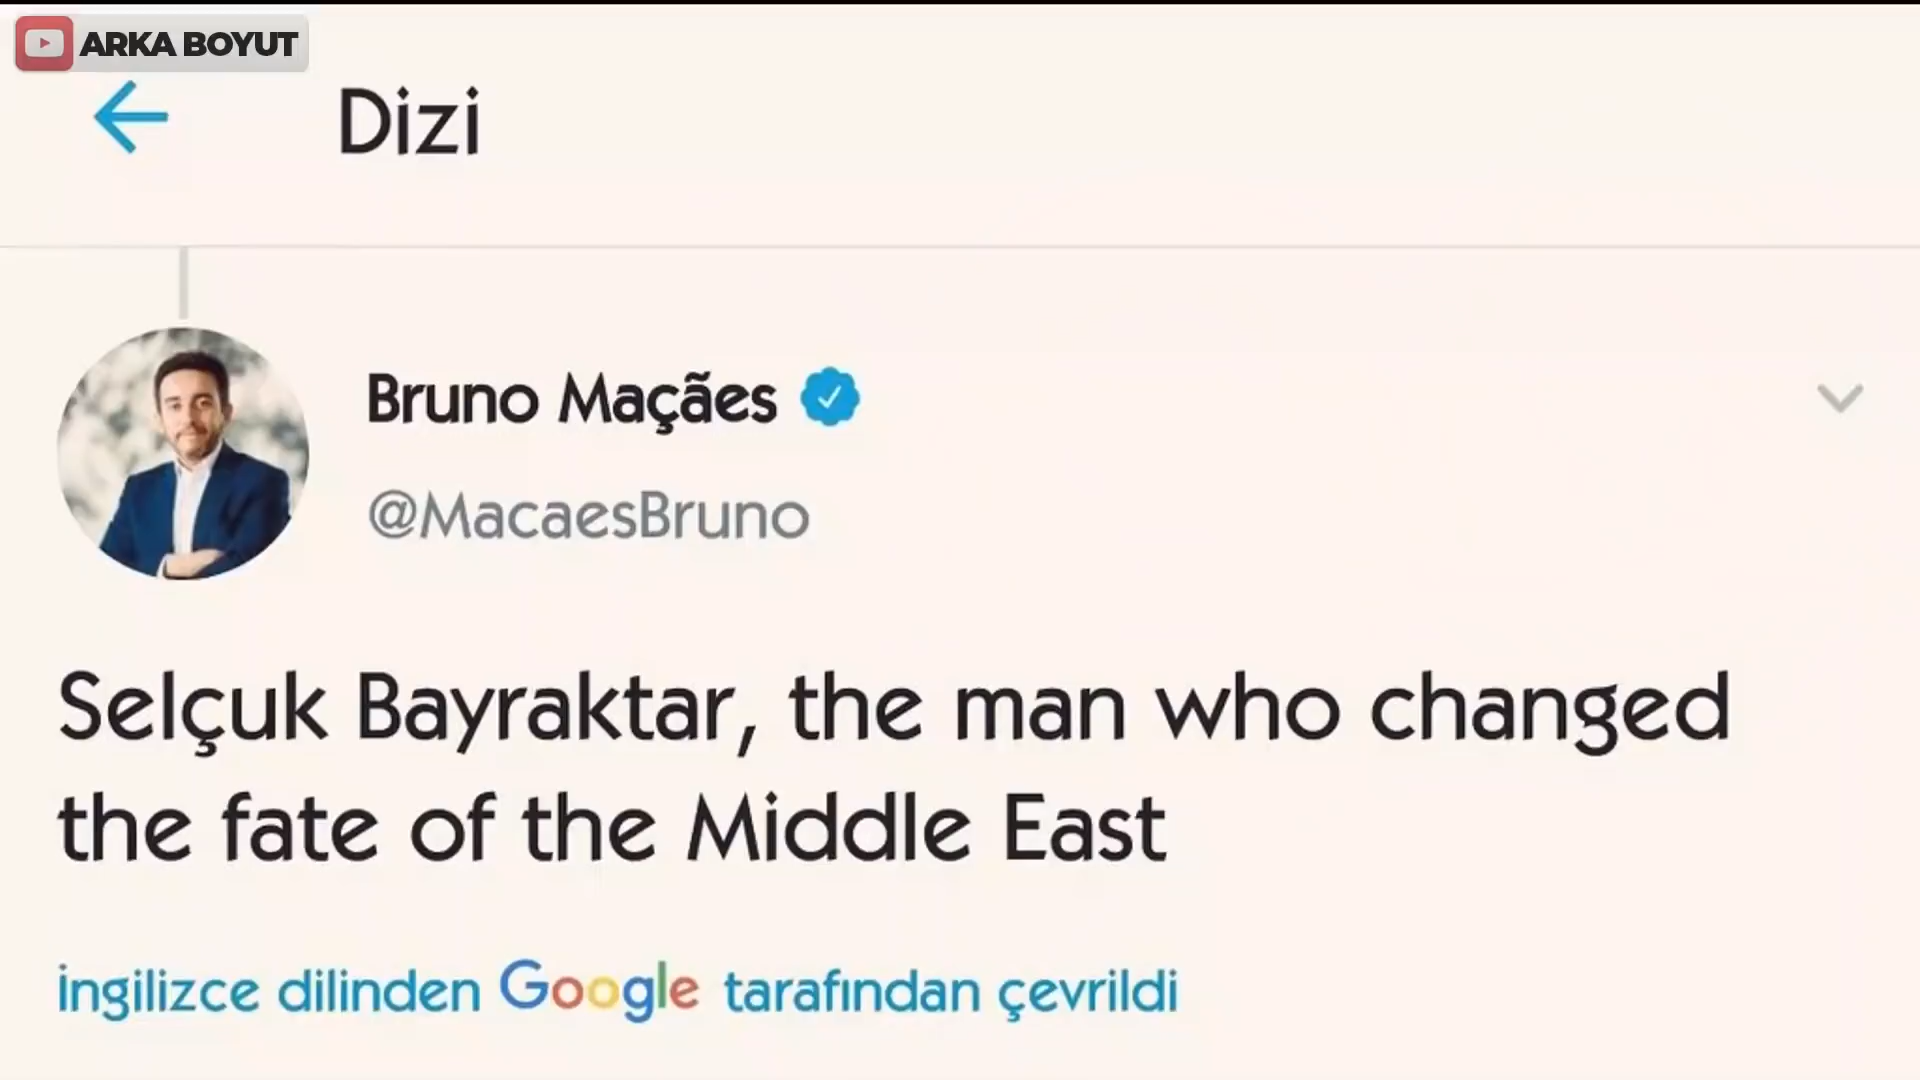 ARKA BOYUT
Dizi
Bruno Maçães
@MacaesBruno
Selçuk Bayraktar, the man who changed
the fate of the Middle East
İngilizce dilinden Google tarafından çevrildi